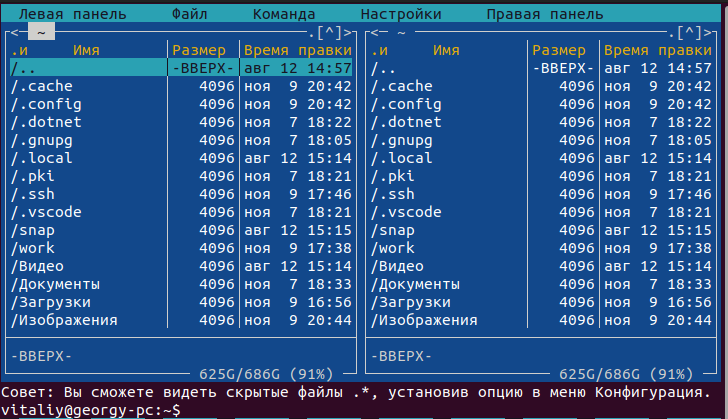 Левая панель Файл Команда Настройки Правая панель
<- ~ .[^]> <- ~ .[^]>
.и Имя Размер Время правки .и Имя Размер Время правки
/.. -ВВЕРХ- авг 12 14:57 /.. -ВВЕРХ- авг 12 14:57
/.cache 4096 ноя 9 20:42 /.cache 4096 ноя 9 20:42
/.config 4096 ноя 9 20:42 /.config 4096 ноя 9 20:42
/.dotnet 4096 ноя 7 18:22 /.dotnet 4096 ноя 7 18:22
/.gnupg 4096 ноя 7 18:05 /.gnupg 4096 ноя 7 18:05
/.local 4096 авг 12 15:14 /.local 4096 авг 12 15:14
/.pki 4096 ноя 7 18:21 /.pki 4096 ноя 7 18:21
/.ssh 4096 ноя 9 17:46 /.ssh 4096 ноя 9 17:46
/.vscode 4096 ноя 7 18:21 /.vscode 4096 ноя 7 18:21
/snap 4096 авг 12 15:15 /snap 4096 авг 12 15:15
/work 4096 ноя 9 17:38 /work 4096 ноя 9 17:38
/Видео 4096 авг 12 15:14 /Видео 4096 авг 12 15:14
/Документы 4096 ноя 7 18:33 /Документы 4096 ноя 7 18:33
/Загрузки 4096 ноя 9 16:56 /Загрузки 4096 ноя 9 16:56
/Изображения 4096 ноя 9 20:44 /Изображения 4096 ноя 9 20:44
-ВВЕРХ- -ВВЕРХ-
625G/686G (91%) 625G/686G (91%)
Совет: Вы сможете видеть скрытые файлы .*, установив опцию в меню Конфигурация.
vitaliy@georgy-pc:~$